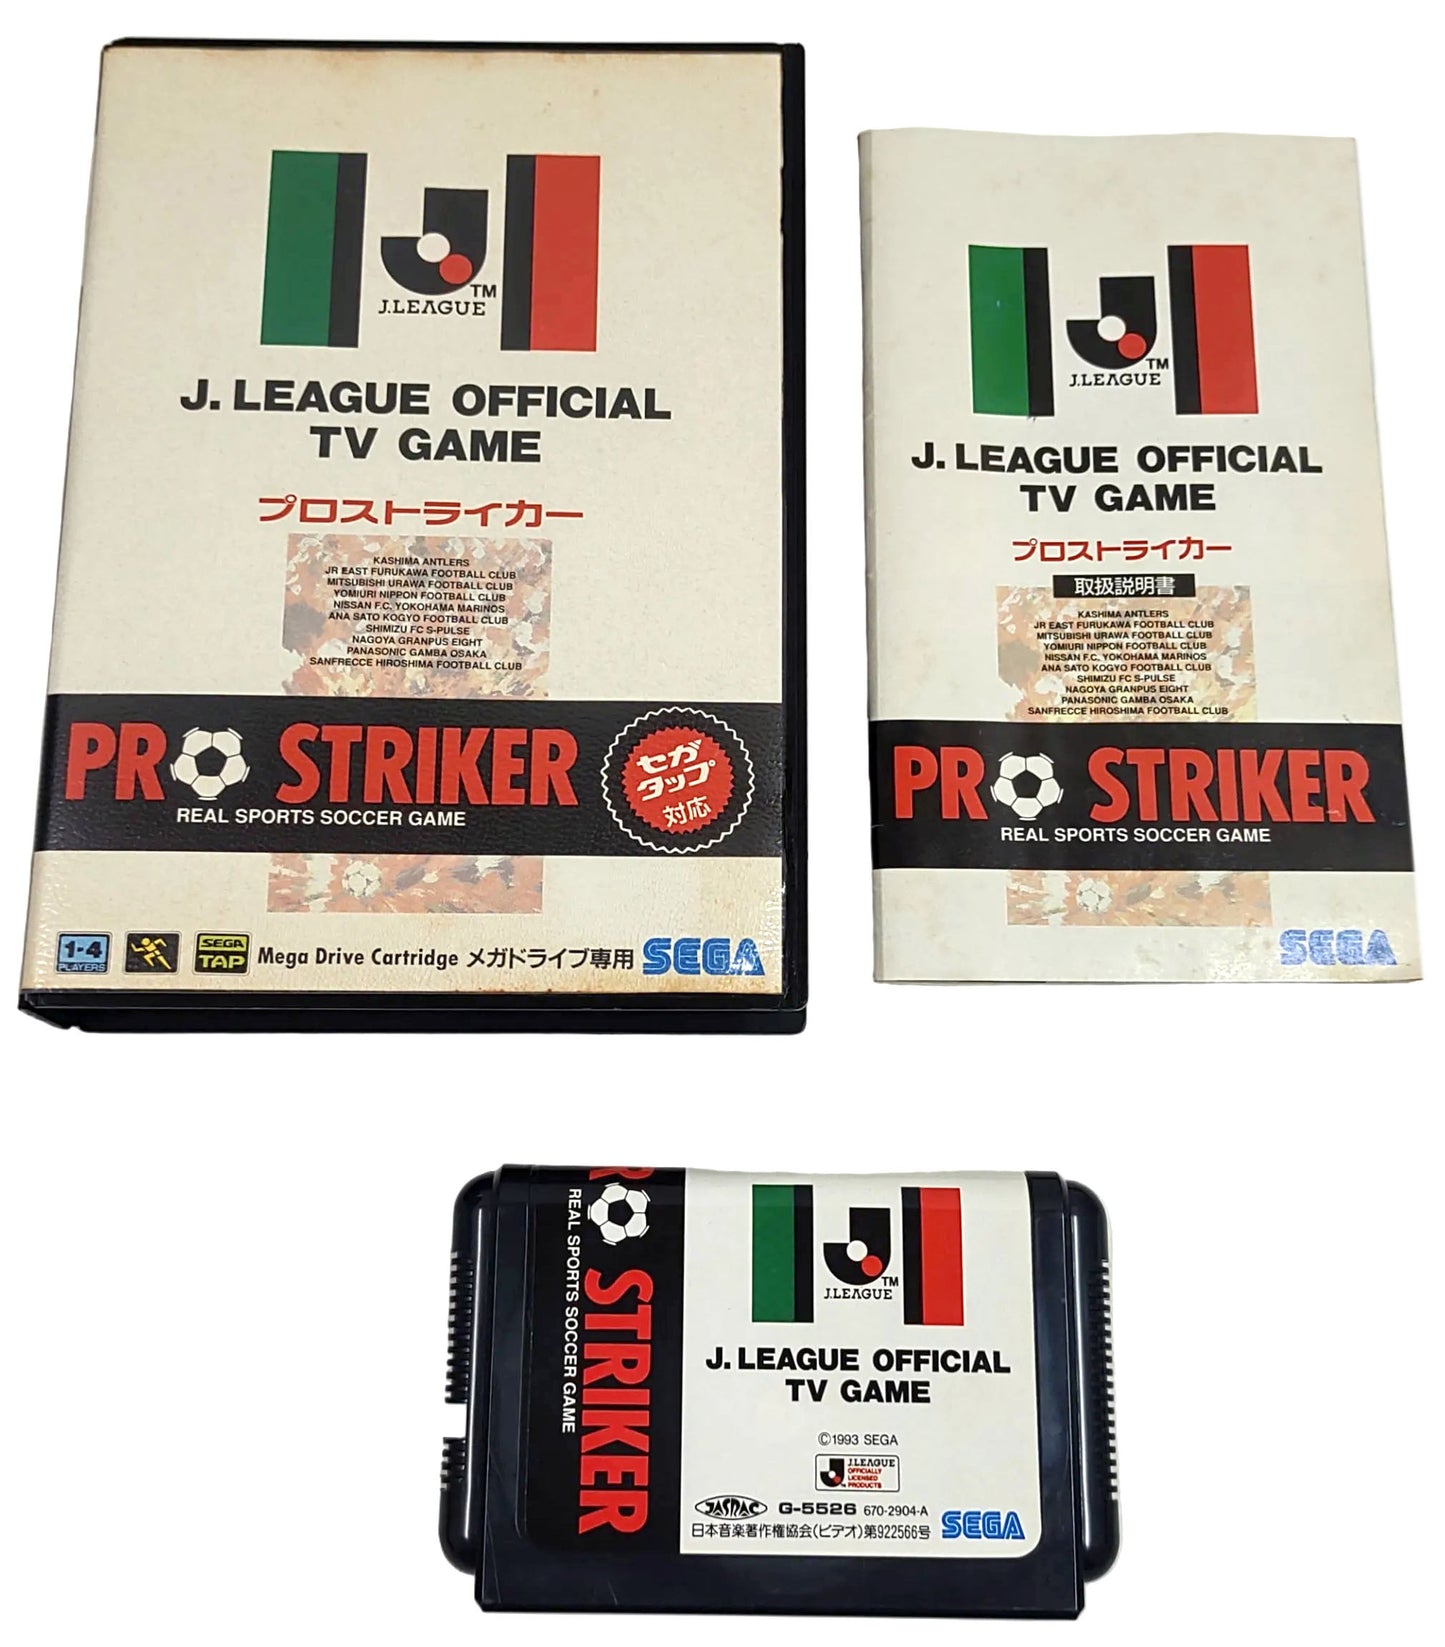 J.LEAGUE TM
J. LEAGUE OFFICIAL
TV GAME
プロストライカー
KASHIMA ANTLERS
JR EAST FURUKAWA FOOTBALL CLUB
MITSUBISHI URAWA FOOTBALL CLUB
YOMIURI NIPPON FOOTBALL CLUB
NISSAN F.C. YOKOHAMA MARINOS
ANA SATO KOGYO FOOTBALL CLUB
SHIMIZU FC S-PULSE
NAGOYA GRANPUS EIGHT
PANASONIC GAMBA OSAKA
SANFRECCE HIROSHIMA FOOTBALL CLUB
PRO STRIKER
REAL SPORTS SOCCER GAME
セガ
タップ
対応
1-4
PLAYERS
SEGA
TAP
Mega Drive Cartridge メガドライブ専用 SEGA
J.LEAGUE TM
J. LEAGUE OFFICIAL
TV GAME
プロストライカー
取扱説明書
KASHIMA ANTLERS
JR EAST FURUKAWA FOOTBALL CLUB
MITSUBISHI URAWA FOOTBALL CLUB
YOMIURI NIPPON FOOTBALL CLUB
NISSAN F.C. YOKOHAMA MARINOS
ANA SATO KOGYO FOOTBALL CLUB
SHIMIZU FC S-PULSE
NAGOYA GRANPUS EIGHT
PANASONIC GAMBA OSAKA
SANFRECCE HIROSHIMA FOOTBALL CLUB
PRO STRIKER
REAL SPORTS SOCCER GAME
SEGA
RO STRIKER
REAL SPORTS SOCCER GAME
J.LEAGUE TM
J. LEAGUE OFFICIAL
TV GAME
©1993 SEGA
J.LEAGUE
OFFICIALLY
LICENSED
PRODUCTS
JASRAC G-5526 670-2904-A
日本音楽著作権協会(ビデオ)第922566号 SEGA